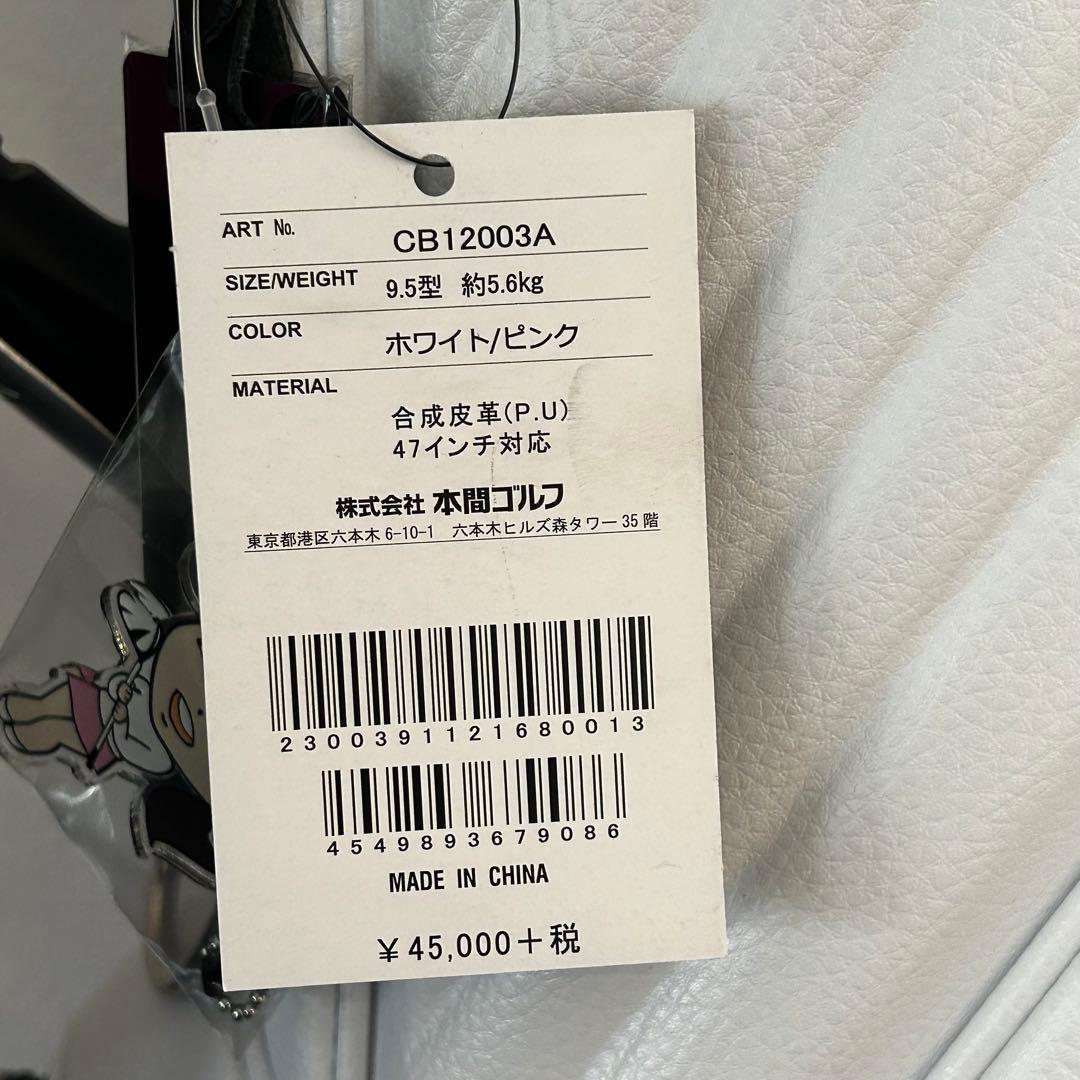 ART No. CB12003A
SIZE/WEIGHT 9.5型 約5.6kg
COLOR ホワイト/ピンク
MATERIAL
合成皮革(P.U)
47インチ対応
株式会社 本間ゴルフ
東京都港区六本木6-10-1 六本木ヒルズ森タワー35階
2300391121680013
4549893679086
MADE IN CHINA
¥45,000+税